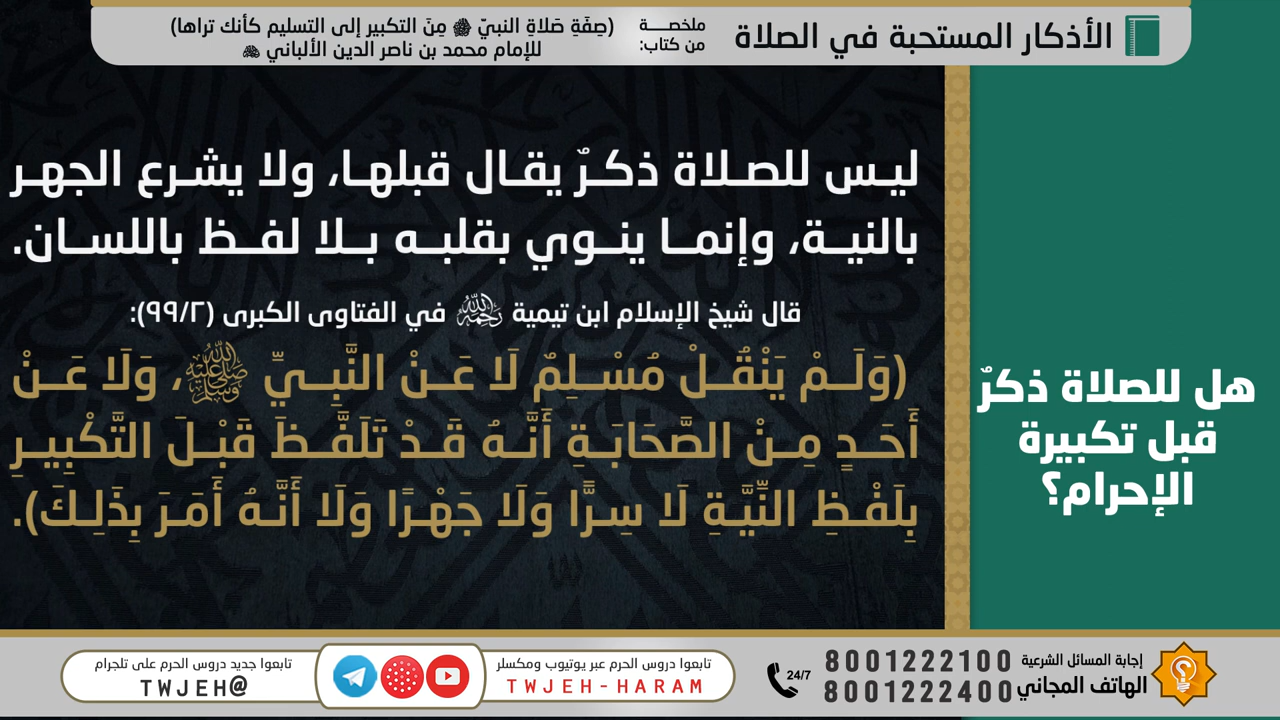 الأذكار المستحبة في الصلاة
ملخصة من كتاب:
(صِفَةِ صَلاةِ النبيّ ﷺ مِنَ التكبير إلى التسليم كأنك تراها)
للإمام محمد بن ناصر الدين الألباني
هل للصلاة ذكرٌ
قبل تكبيرة
الإحرام؟
ليس للصلاة ذكرٌ يقال قبلها، ولا يشرع الجهر
بالنية، وإنما ينوي بقلبه بلا لفظ باللسان.
قال شيخ الإسلام ابن تيمية رحمه الله في الفتاوى الكبرى (٩٩/٢):
(وَلَمْ يَنْقُلْ مُسْلِمٌ لَا عَنْ النَّبِيِّ ﷺ، وَلَا عَنْ
أَحَدٍ مِنْ الصَّحَابَةِ أَنَّهُ قَدْ تَلَفَّظَ قَبْلَ التَّكْبِيرِ
بِلَفْظِ النِّيَّةِ لَا سِرًّا وَلَا جَهْرًا وَلَا أَنَّهُ أَمَرَ بِذَلِكَ).
إجابة المسائل الشرعية 8001222100
الهاتف المجاني 8001222400
24/7
تابعوا دروس الحرم عبر يوتيوب ومكسلر
TWJEH-HARAM
تابعوا جديد دروس الحرم على تلجرام
TWJEH@